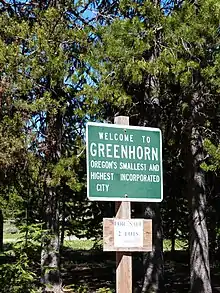 WELCOME TO
GREENHORN
OREGON'S SMALLEST AND
HIGHEST INCORPORATED
CITY